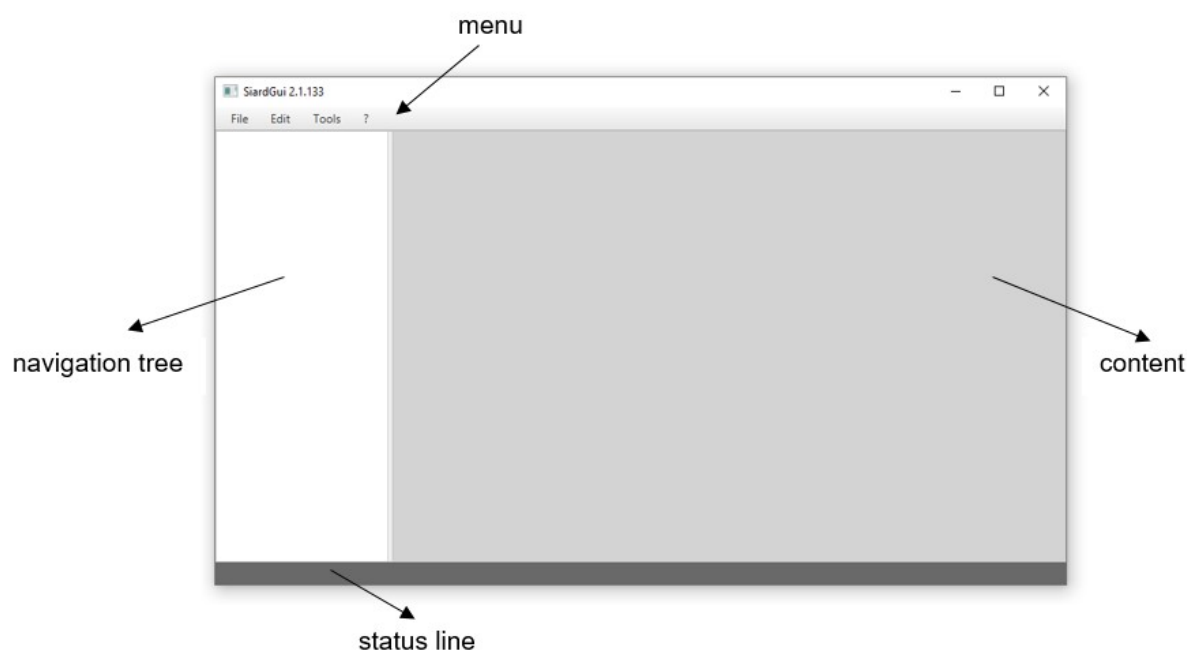 menu
SiardGui 2.1.133
File Edit Tools ?
navigation tree
content
status line